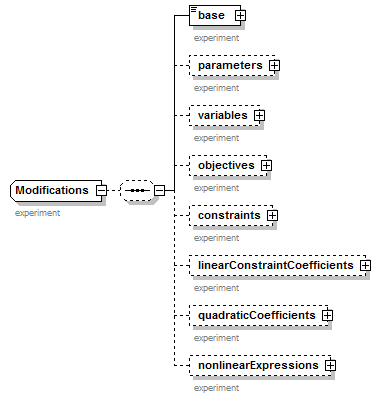 base
experiment
parameters
experiment
variables
experiment
objectives
experiment
Modifications
experiment
constraints
experiment
linearConstraintCoefficients
experiment
quadraticCoefficients
experiment
nonlinearExpressions
experiment